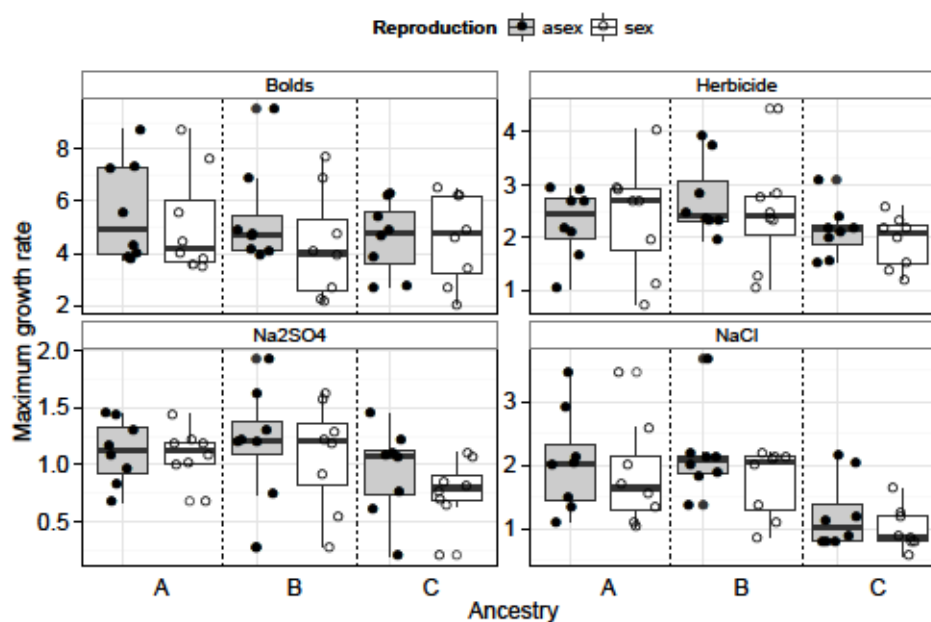 Reproduction asex sex
Bolds Herbicide
Maximum growth rate
8
6
4
2
4
3
2
1
Na2SO4 NaCl
2.0
1.5
1.0
0.5
3
2
1
A B C A B C
Ancestry